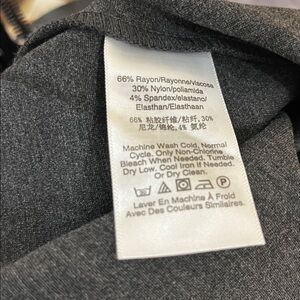 66% Rayon/Rayonne/viscosa
30% Nylon/poliamida
4% Spandex/elastano/
Elasthan/Elasthaan
66% 粘胶纤维/粘纤, 30%
尼龙/锦纶, 4% 氨纶
Machine Wash Cold, Normal
Cycle. Only Non-Chlorine
Bleach When Needed. Tumble
Dry Low, Cool Iron If Needed
Or Dry Clean.
P
Laver En Machine À Froid
Avec Des Couleurs Similaires.